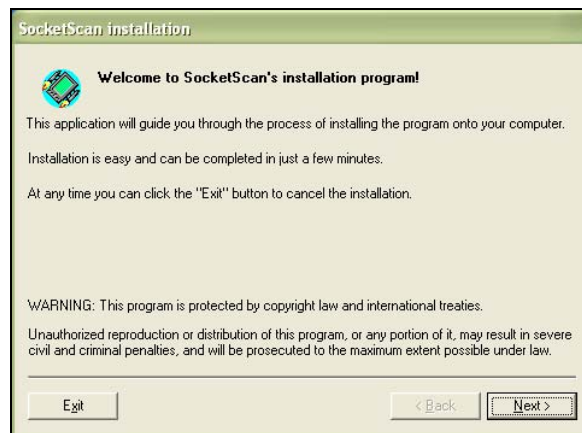 SocketScan installation
Welcome to SocketScan's installation program!
This application will guide you through the process of installing the program onto your computer.
Installation is easy and can be completed in just a few minutes.
At any time you can click the "Exit" button to cancel the installation.
WARNING: This program is protected by copyright law and international treaties.
Unauthorized reproduction or distribution of this program, or any portion of it, may result in severe
civil and criminal penalties, and will be prosecuted to the maximum extent possible under law.
Exit < Back Next >